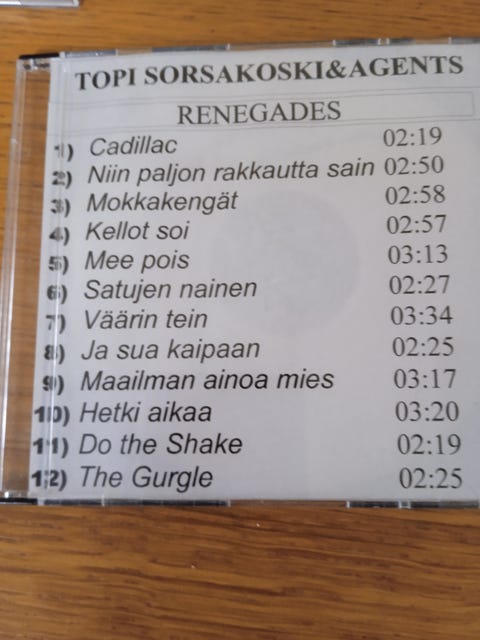 TOPI SORSAKOSKI&AGENTS
RENEGADES
1) Cadillac 02:19
2) Niin paljon rakkautta sain 02:50
3) Mokkakengät 02:58
4) Kellot soi 02:57
5) Mee pois 03:13
6) Satujen nainen 02:27
7) Väärin tein 03:34
8) Ja sua kaipaan 02:25
9) Maailman ainoa mies 03:17
10) Hetki aikaa 03:20
11) Do the Shake 02:19
12) The Gurgle 02:25